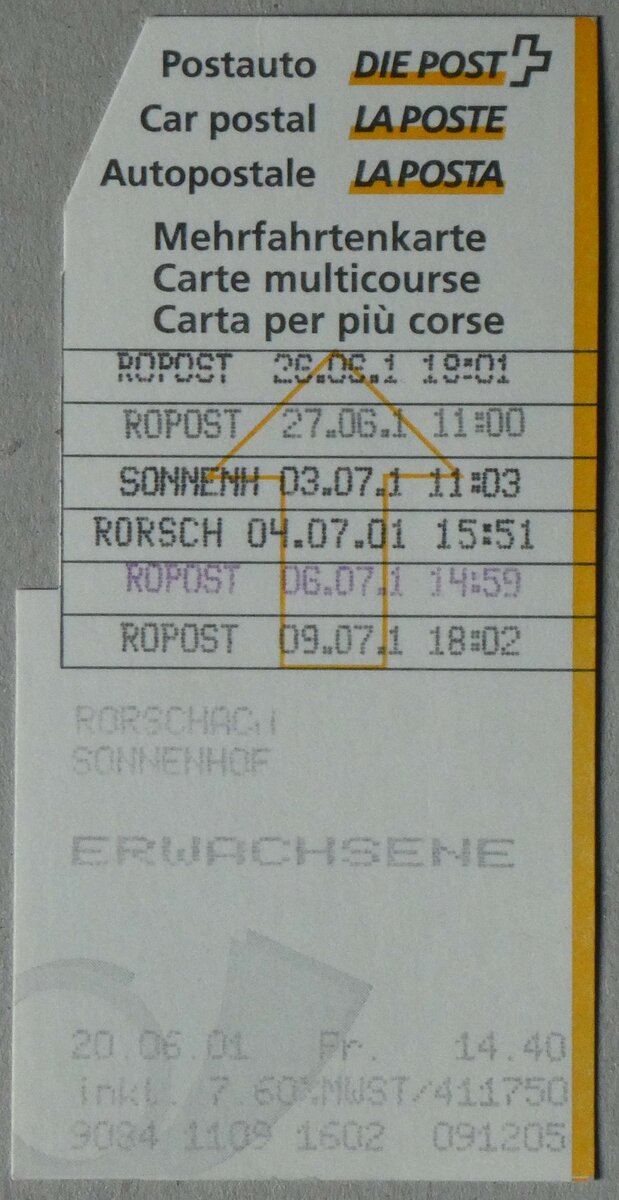 Postauto DIE POST
Car postal LA POSTE
Autopostale LA POSTA
Mehrfahrtenkarte
Carte multicourse
Carta per più corse
ROPOST 26.06.1 18:01
ROPOST 27.06.1 11:00
SONNENH 03.07.1 11:03
RORSCH 04.07.01 15:51
ROPOST 06.07.1 14:59
ROPOST 09.07.1 18:02
RORSCHACH
SONNENHOF
ERWACHSENE
20.06.01 Fr. 14.40
inkl. 7.60%MWST/411750
9084 1109 1602 091205